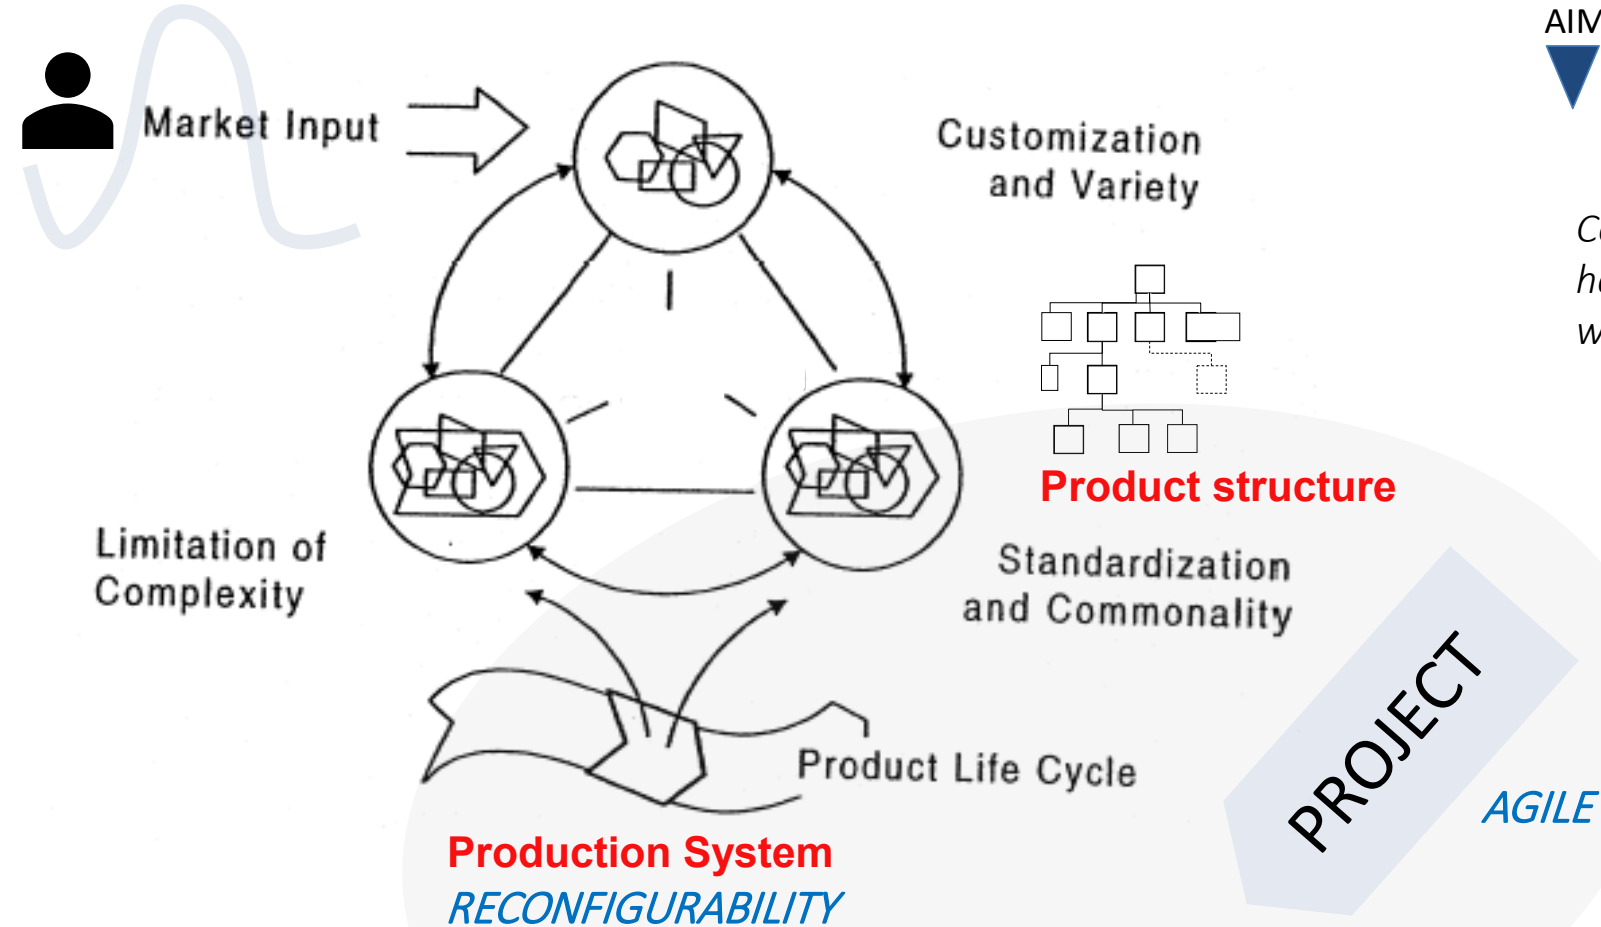 AIM
Market Input
Customization
and Variety
Product structure
Limitation of
Complexity
Standardization
and Commonality
PROJECT
Product Life Cycle
AGILE
Production System
RECONFIGURABILITY